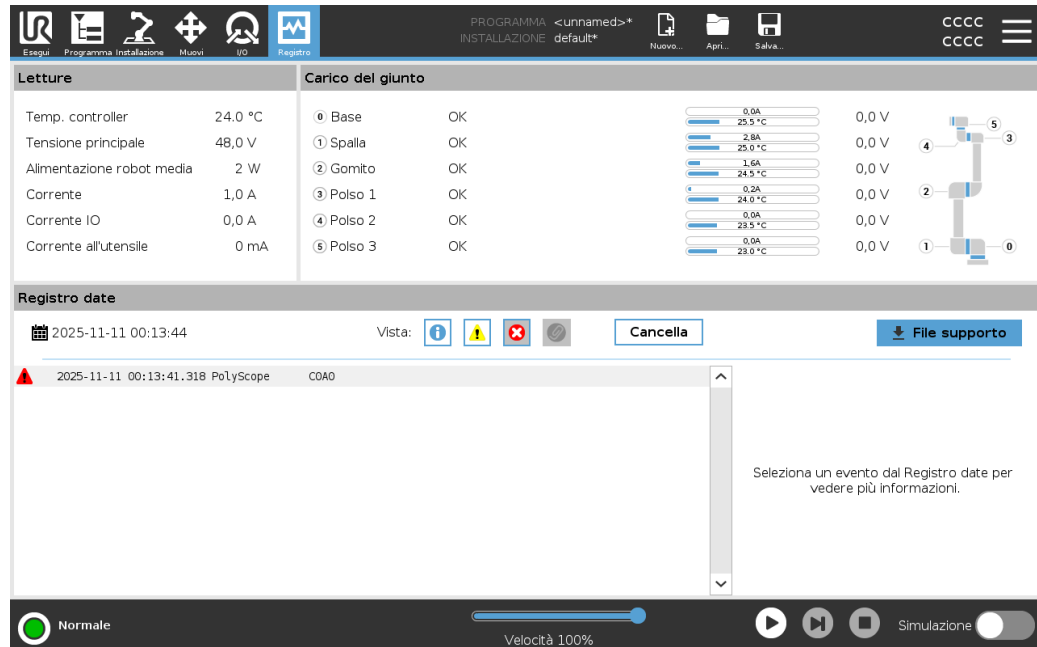 PROGRAMMA <unnamed>*
INSTALLAZIONE default*
cccc
cccc
Esegui Programma Installazione Muovi I/O Registro Nuovo... Apri... Salva...
Letture
Temp. controller 24.0 °C
Tensione principale 48,0 V
Alimentazione robot media 2 W
Corrente 1,0 A
Corrente IO 0,0 A
Corrente all'utensile 0 mA
Carico del giunto
0 Base OK 0,0A 25.5 °C 0,0 V
1 Spalla OK 2,8A 25.0 °C 0,0 V
2 Gomito OK 1,6A 24.5 °C 0,0 V
3 Polso 1 OK 0,2A 24.0 °C 0,0 V
4 Polso 2 OK 0,0A 23.5 °C 0,0 V
5 Polso 3 OK 0,0A 23.0 °C 0,0 V
5
4 3
2
1 0
Registro date
2025-11-11 00:13:44 Vista: Cancella File supporto
2025-11-11 00:13:41.318 PolyScope C0A0
Seleziona un evento dal Registro date per
vedere più informazioni.
Normale Velocità 100% Simulazione